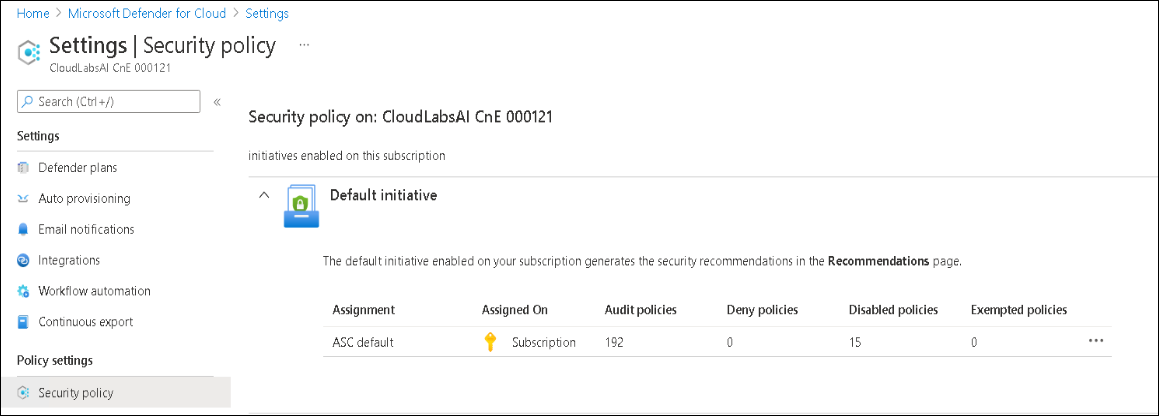 Home > Microsoft Defender for Cloud > Settings
Settings | Security policy ...
CloudLabsAI CnE 000121
Search (Ctrl+/) «
Settings
Defender plans
Auto provisioning
Email notifications
Integrations
Workflow automation
Continuous export
Policy settings
Security policy
Security policy on: CloudLabsAI CnE 000121
initiatives enabled on this subscription
Default initiative
The default initiative enabled on your subscription generates the security recommendations in the Recommendations page.
Assignment Assigned On Audit policies Deny policies Disabled policies Exempted policies
ASC default Subscription 192 0 15 0 ...